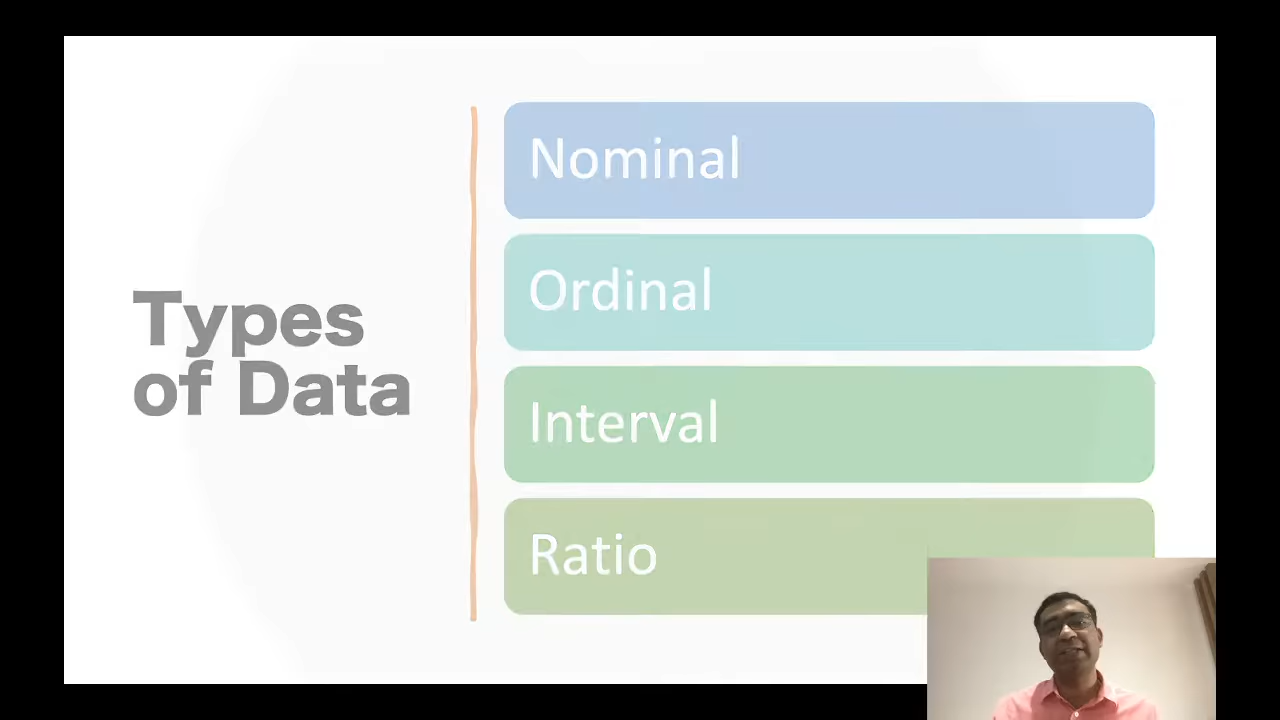 Types
of Data
Nominal
Ordinal
Interval
Ratio